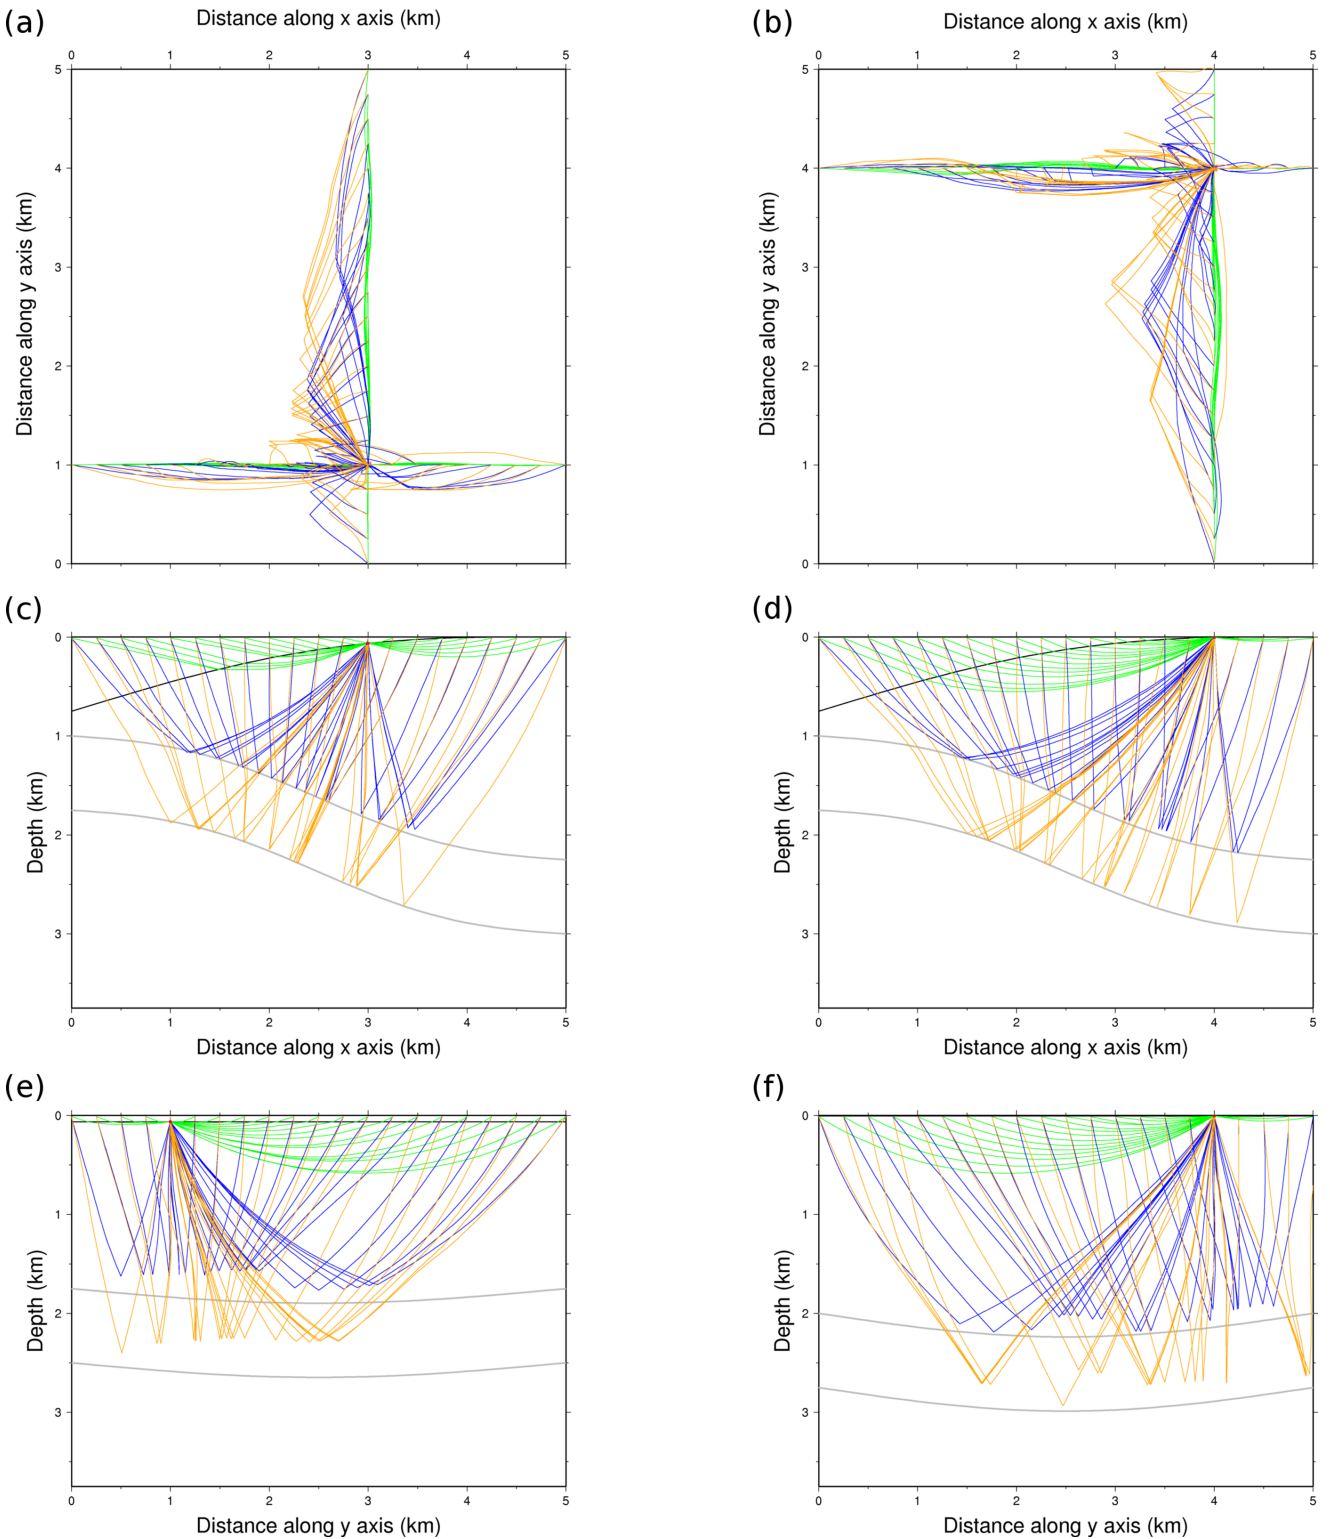 (a)
Distance along x axis (km)
0 1 2 3 4 5
5
4
3
2
1
0
Distance along y axis (km)
(b)
Distance along x axis (km)
0 1 2 3 4 5
5
4
3
2
1
0
Distance along y axis (km)
(c)
0
1
2
3
Depth (km)
0 1 2 3 4 5
Distance along x axis (km)
(d)
0
1
2
3
Depth (km)
0 1 2 3 4 5
Distance along x axis (km)
(e)
0
1
2
3
Depth (km)
0 1 2 3 4 5
Distance along y axis (km)
(f)
0
1
2
3
Depth (km)
0 1 2 3 4 5
Distance along y axis (km)